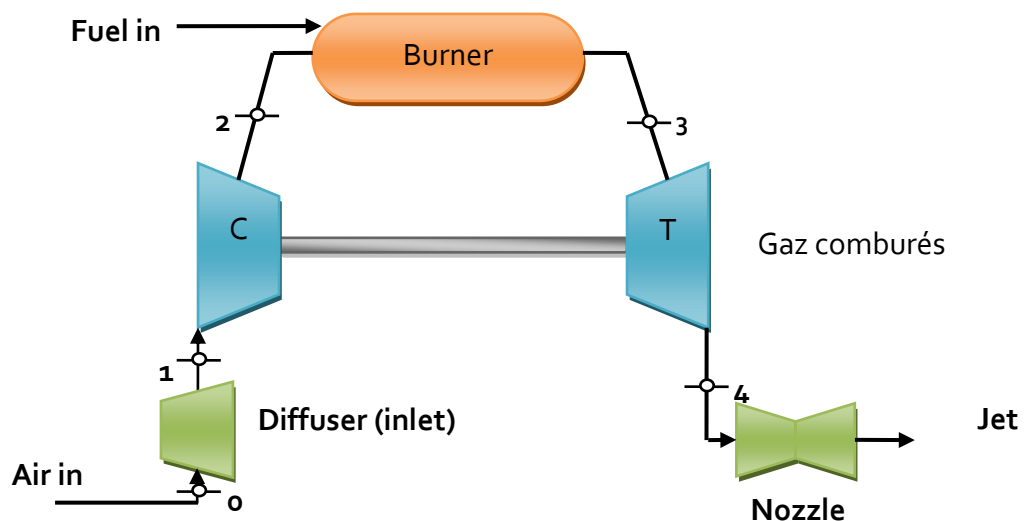 Fuel in
Burner
2
3
C
T
Gaz comburés
1
4
Diffuser (inlet)
Jet
Air in
0
Nozzle